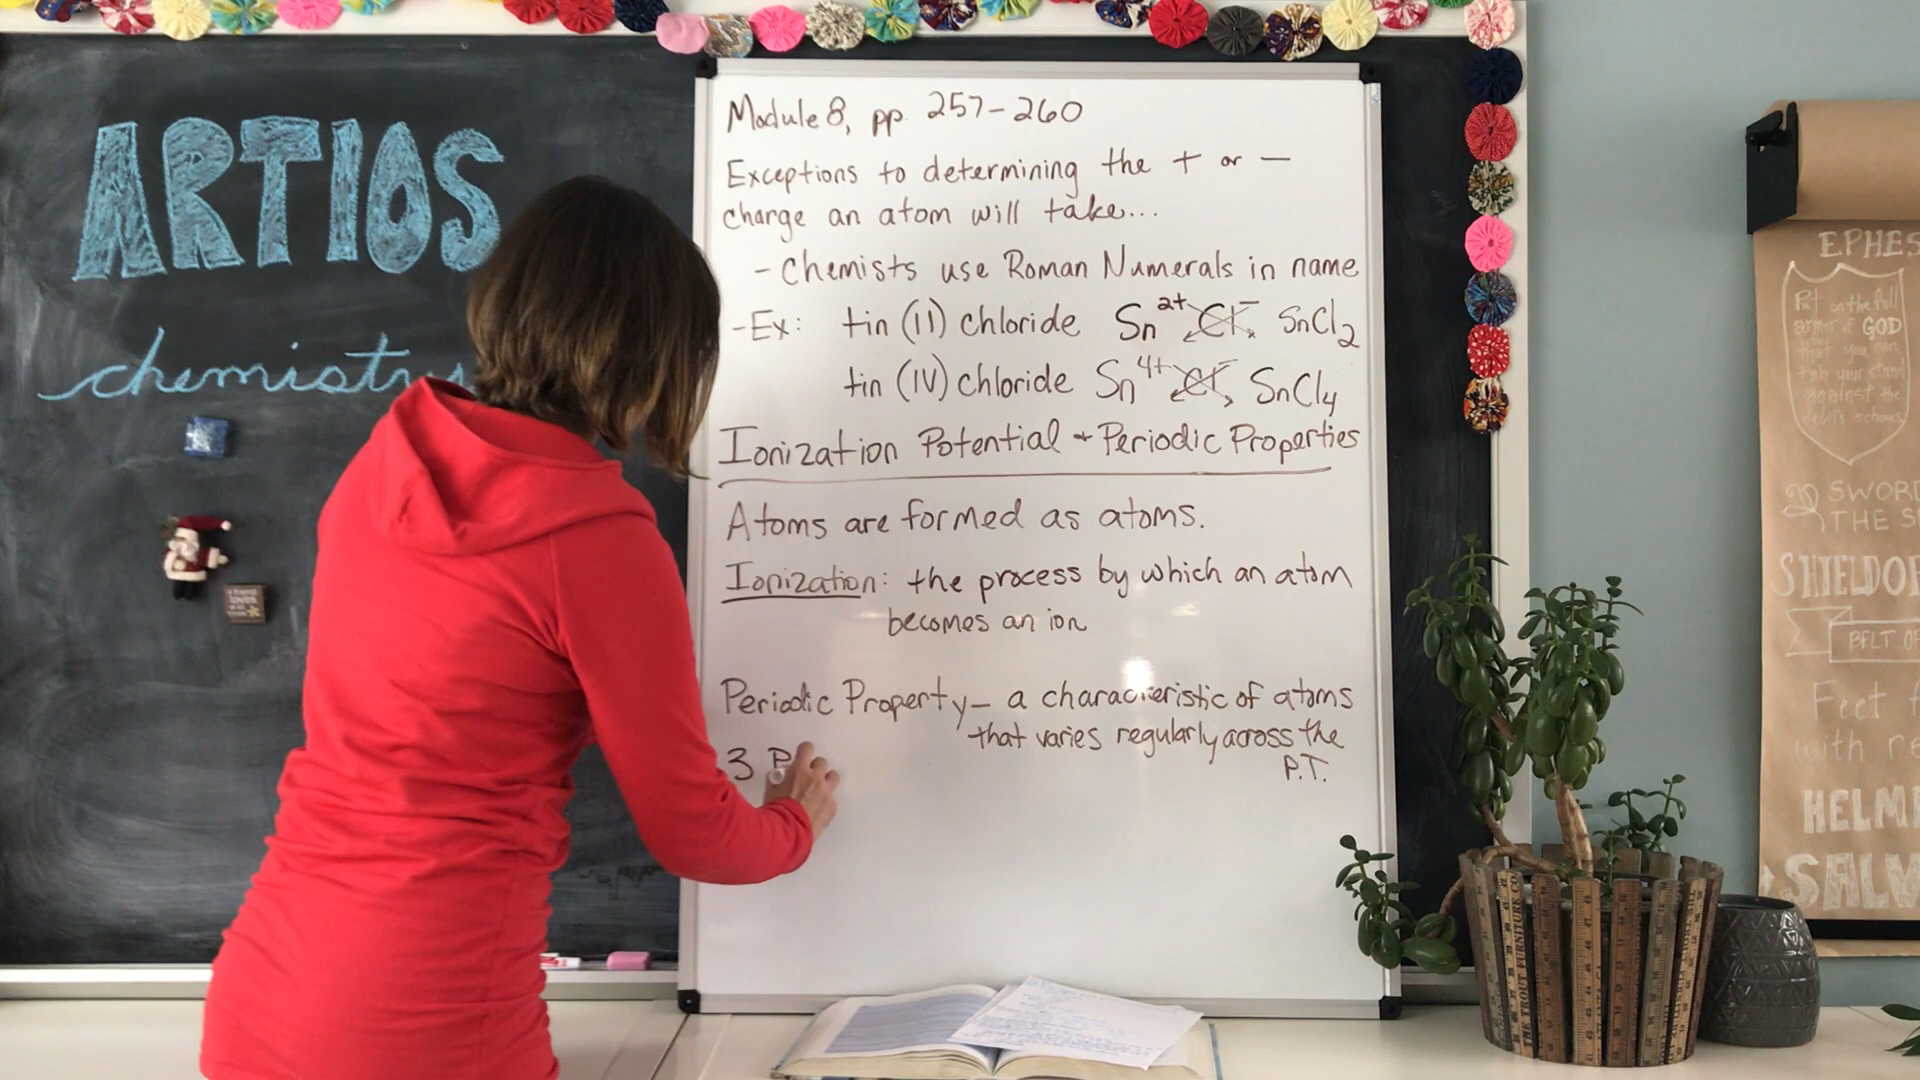 ARTIOS
chemistry
Module 8, pp. 257-260
Exceptions to determining the + or −
charge an atom will take...
- Chemists use Roman Numerals in name
- Ex: tin (II) chloride Sn²⁺ Cl⁻ SnCl₂
tin (IV) chloride Sn⁴⁺ Cl⁻ SnCl₄
Ionization Potential + Periodic Properties
Atoms are formed as atoms.
Ionization: the process by which an atom
becomes an ion
Periodic Property - a characteristic of atoms
that varies regularly across the
P.T.
3 P
EPHES
Put on the full
armor of GOD
that you can
take your stand
against the
devil's schemes
SWORD
THE S
SHIELD OF
BELT OF
Feet f
with re
HELME
SALV